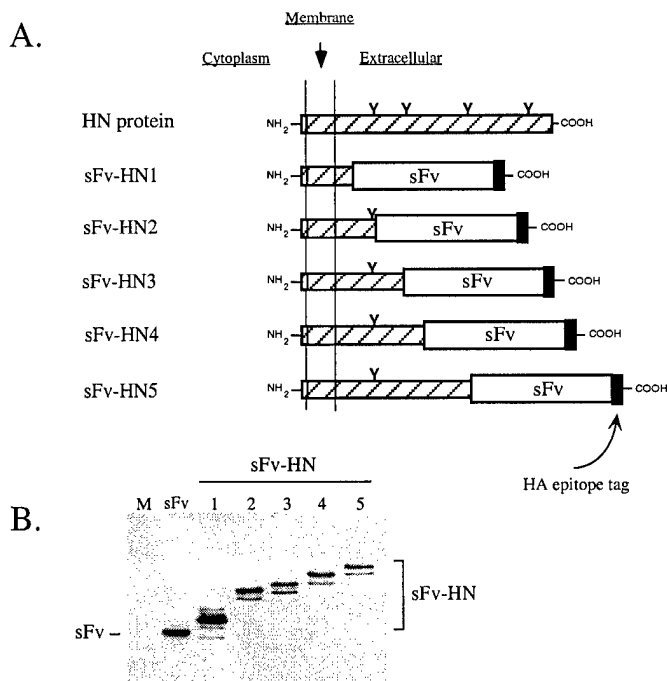 A.
Membrane
Cytoplasm
Extracellular
HN protein NH2 Y Y Y Y COOH
sFv-HN1 NH2 sFv COOH
sFv-HN2 NH2 Y sFv COOH
sFv-HN3 NH2 Y sFv COOH
sFv-HN4 NH2 Y sFv COOH
sFv-HN5 NH2 Y sFv COOH
HA epitope tag
B.
sFv-HN
M sFv 1 2 3 4 5
sFv-HN
sFv